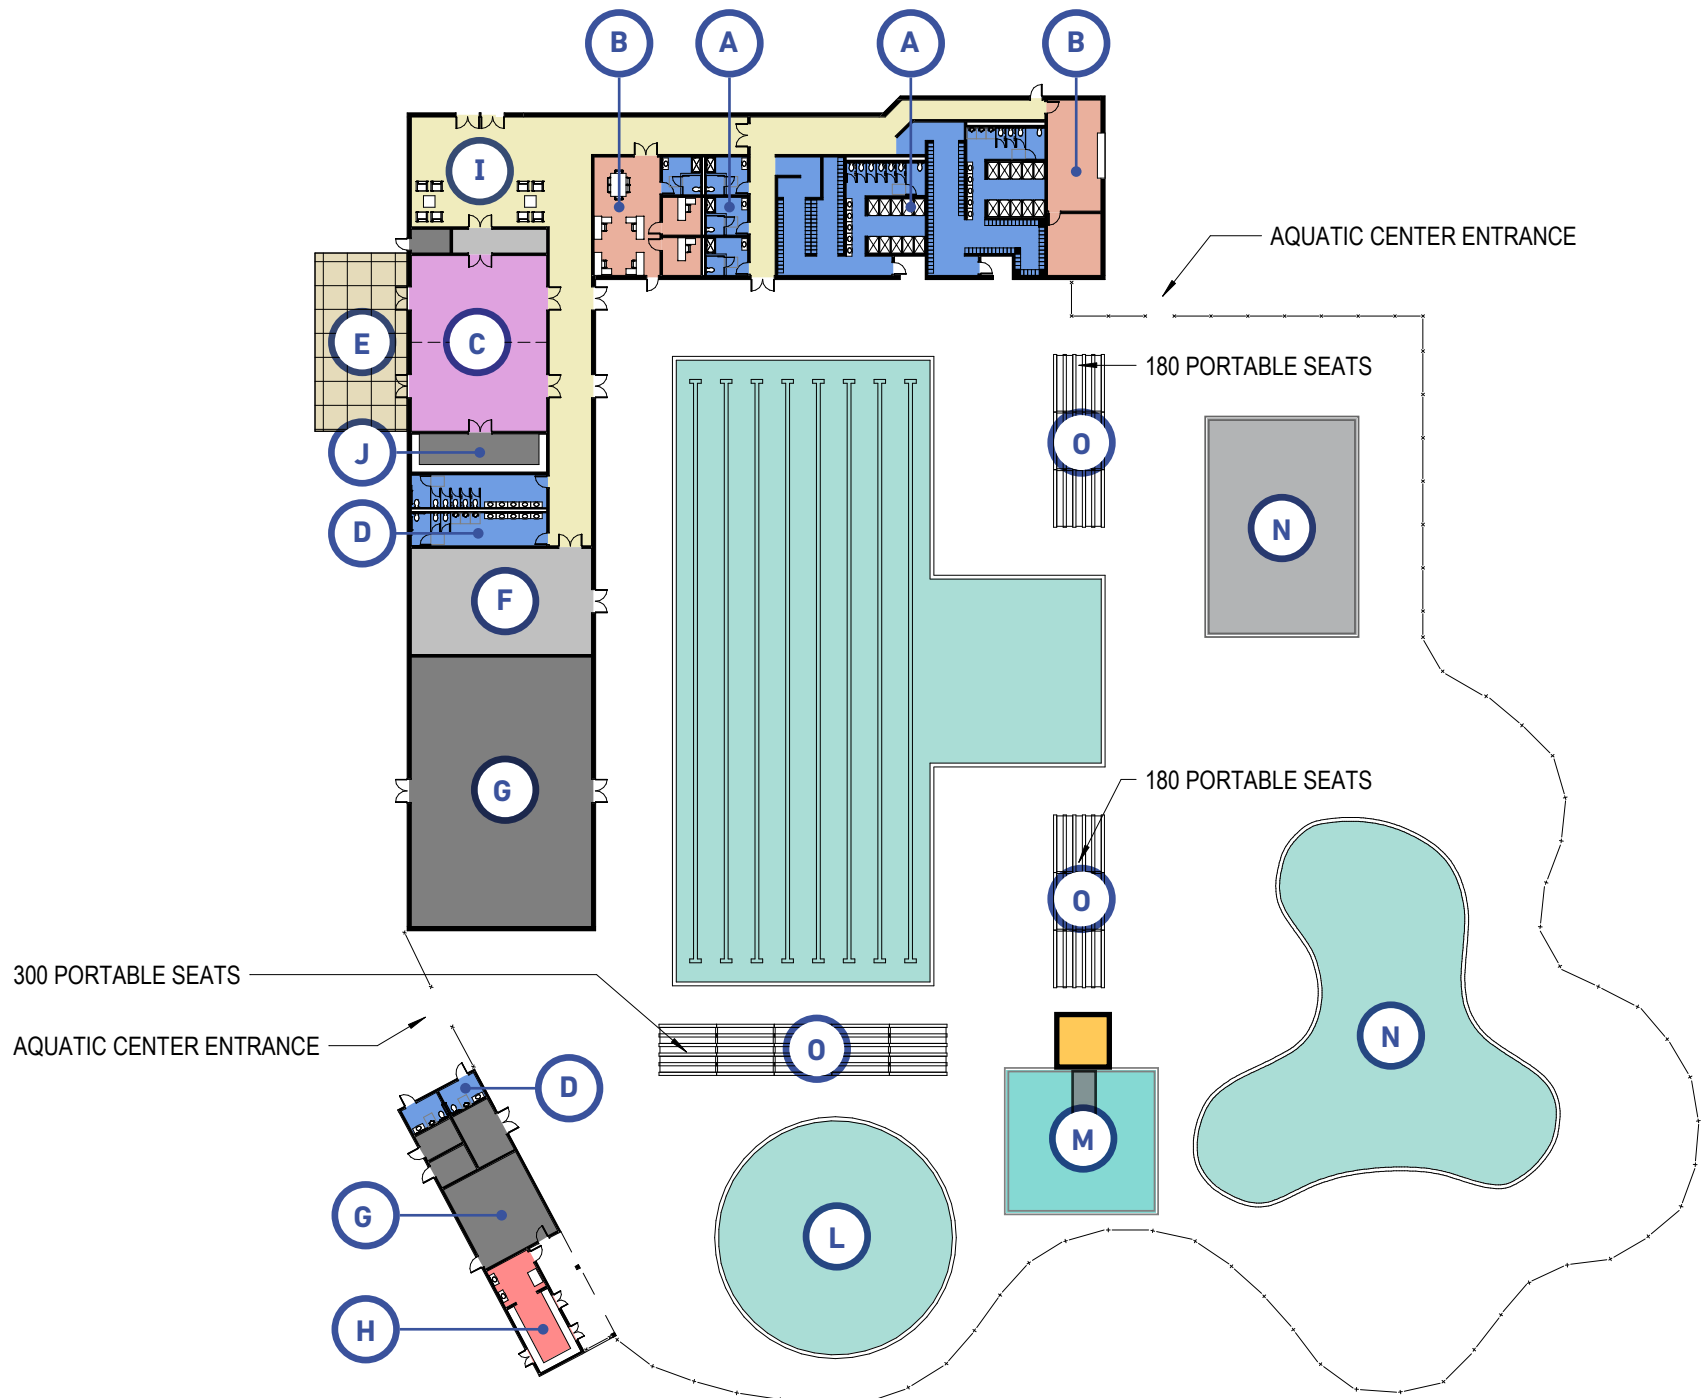 B
A
A
B
I
AQUATIC CENTER ENTRANCE
E
C
180 PORTABLE SEATS
J
O
D
N
F
180 PORTABLE SEATS
G
O
300 PORTABLE SEATS
AQUATIC CENTER ENTRANCE
O
N
D
M
G
L
H